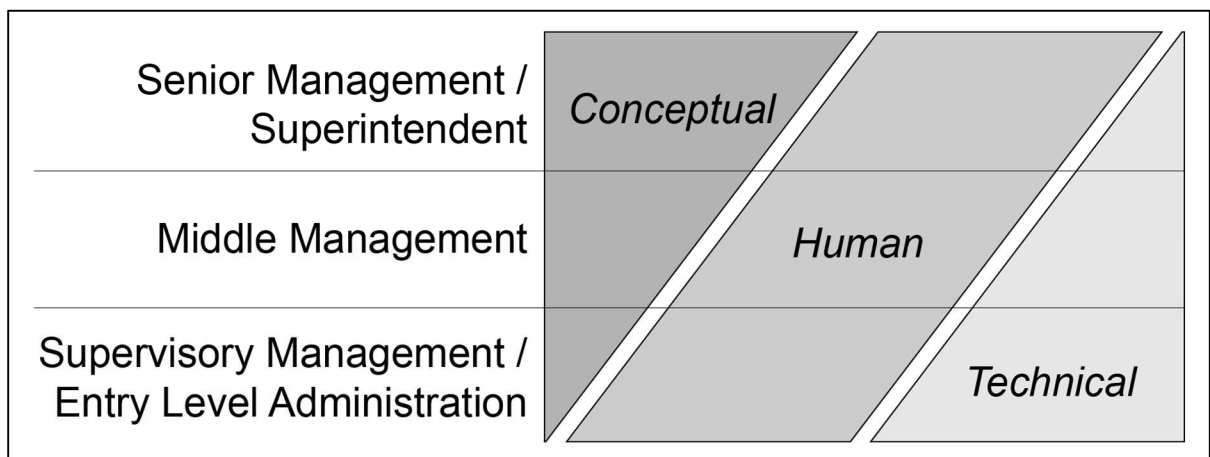 Senior Management /
Superintendent
Conceptual
Middle Management
Human
Supervisory Management /
Entry Level Administration
Technical